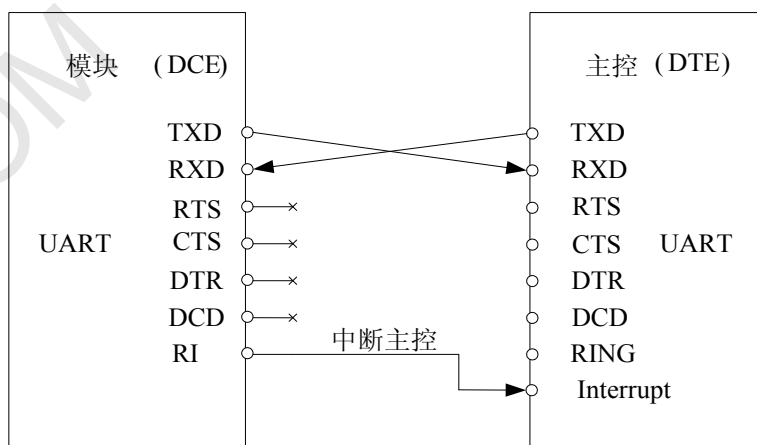 模块 (DCE)
主控 (DTE)
TXD
TXD
RXD
RXD
RTS
RTS
UART
CTS
CTS
UART
DTR
DTR
DCD
DCD
RI
中断主控
RING
Interrupt